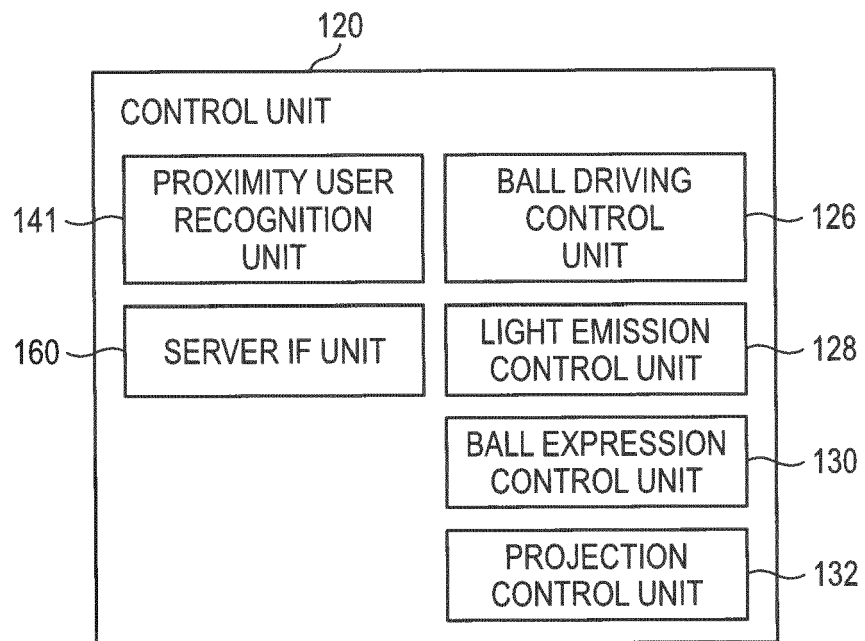 120
CONTROL UNIT
PROXIMITY USER
RECOGNITION
UNIT
141
BALL DRIVING
CONTROL
UNIT
126
SERVER IF UNIT
160
LIGHT EMISSION
CONTROL UNIT
128
BALL EXPRESSION
CONTROL UNIT
130
PROJECTION
CONTROL UNIT
132